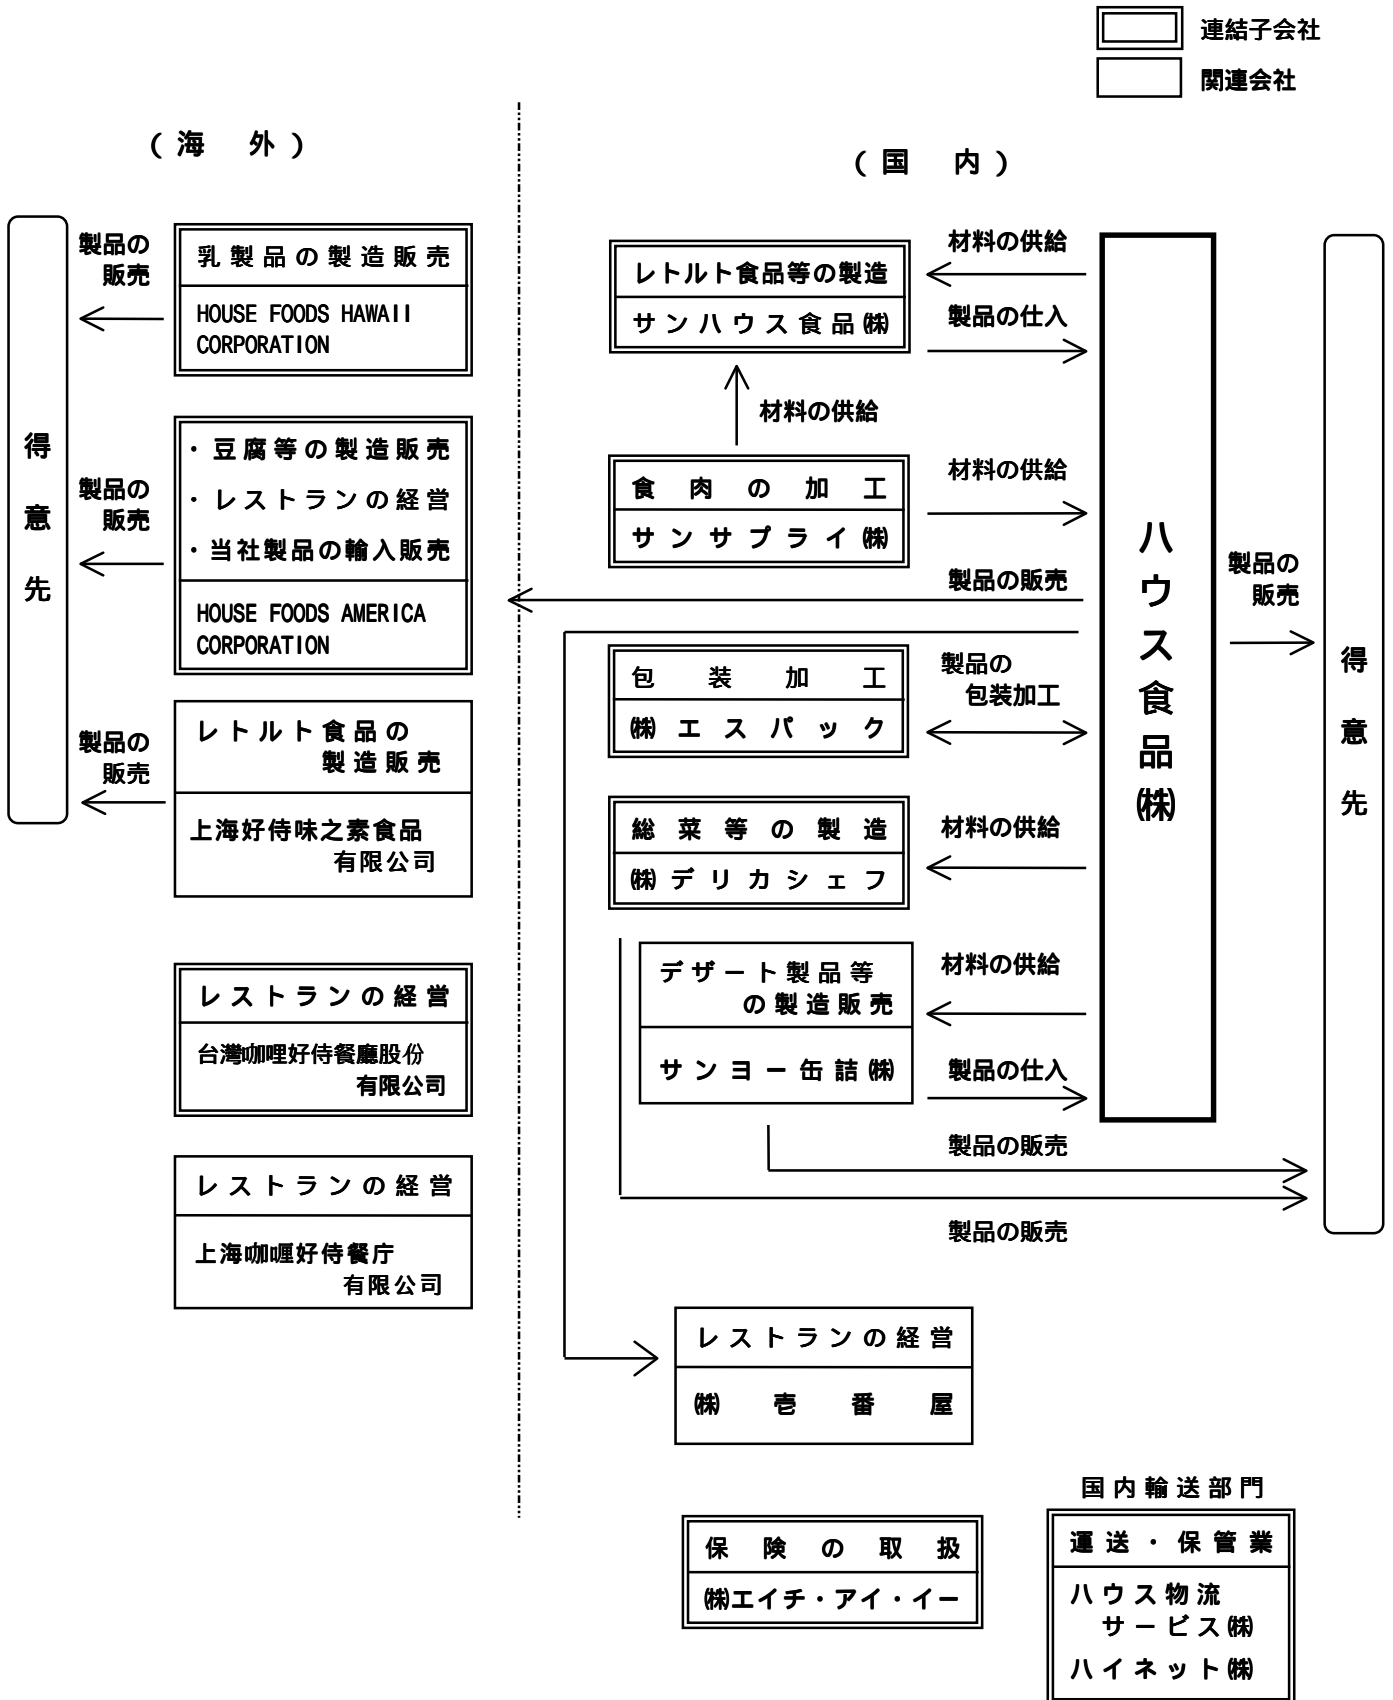 連結子会社
関連会社
(海 外)
(国 内)
得意先
製品の
販売
乳製品の製造販売
HOUSE FOODS HAWAII
CORPORATION
製品の
販売
・豆腐等の製造販売
・レストランの経営
・当社製品の輸入販売
HOUSE FOODS AMERICA
CORPORATION
製品の
販売
レトルト食品の
製造販売
上海好侍味之素食品
有限公司
レストランの経営
台灣咖哩好侍餐廳股份
有限公司
レストランの経営
上海咖喱好侍餐庁
有限公司
レトルト食品等の製造
サンハウス食品㈱
材料の供給
製品の仕入
材料の供給
食肉の加工
サンサプライ㈱
材料の供給
製品の販売
包装加工
㈱エスパック
製品の
包装加工
総菜等の製造
㈱デリカシェフ
材料の供給
デザート製品等
の製造販売
サンヨー缶詰㈱
材料の供給
製品の仕入
製品の販売
製品の販売
ハウス食品㈱
製品の
販売
得意先
レストランの経営
㈱壱番屋
保険の取扱
㈱エイチ・アイ・イー
国内輸送部門
運送・保管業
ハウス物流
サービス㈱
ハイネット㈱